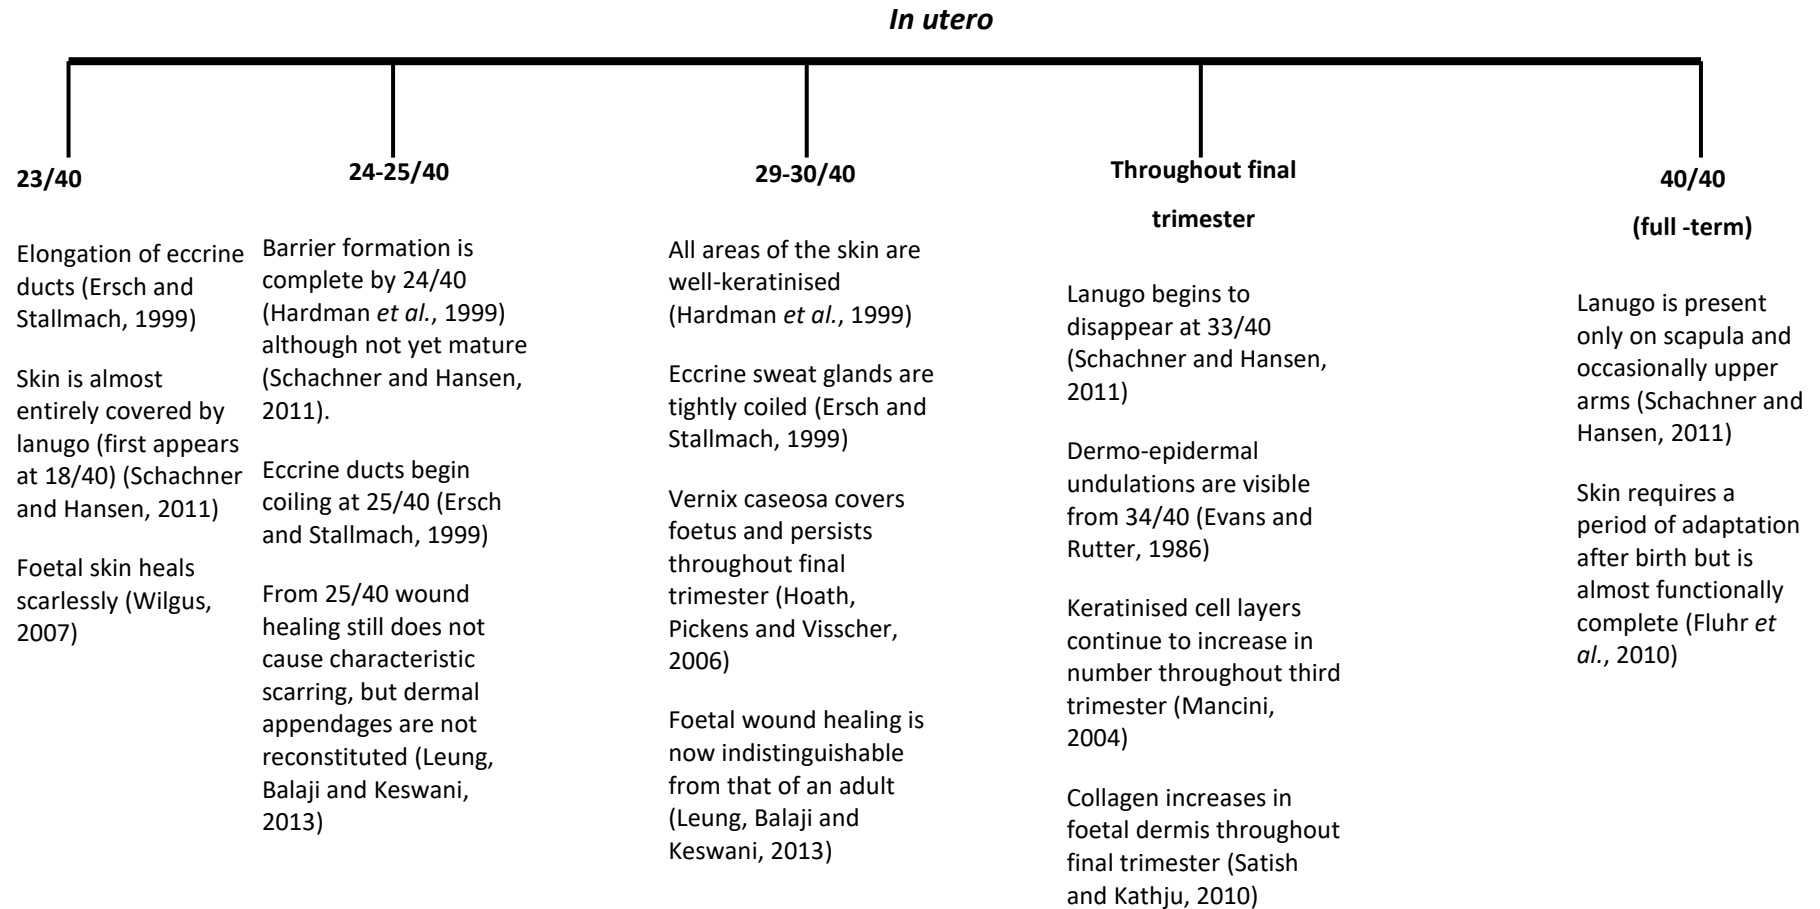 In utero
23/40
Elongation of eccrine
ducts (Ersch and
Stallmach, 1999)
Skin is almost
entirely covered by
lanugo (first appears
at 18/40) (Schachner
and Hansen, 2011)
Foetal skin heals
scarlessly (Wilgus,
2007)
24-25/40
Barrier formation is
complete by 24/40
(Hardman et al., 1999)
although not yet mature
(Schachner and Hansen,
2011).
Eccrine ducts begin
coiling at 25/40 (Ersch
and Stallmach, 1999)
From 25/40 wound
healing still does not
cause characteristic
scarring, but dermal
appendages are not
reconstituted (Leung,
Balaji and Keswani,
2013)
29-30/40
All areas of the skin are
well-keratinised
(Hardman et al., 1999)
Eccrine sweat glands are
tightly coiled (Ersch and
Stallmach, 1999)
Vernix caseosa covers
foetus and persists
throughout final
trimester (Hoath,
Pickens and Visscher,
2006)
Foetal wound healing is
now indistinguishable
from that of an adult
(Leung, Balaji and
Keswani, 2013)
Throughout final
trimester
Lanugo begins to
disappear at 33/40
(Schachner and Hansen,
2011)
Dermo-epidermal
undulations are visible
from 34/40 (Evans and
Rutter, 1986)
Keratinised cell layers
continue to increase in
number throughout third
trimester (Mancini,
2004)
Collagen increases in
foetal dermis throughout
final trimester (Satish
and Kathju, 2010)
40/40
(full -term)
Lanugo is present
only on scapula and
occasionally upper
arms (Schachner and
Hansen, 2011)
Skin requires a
period of adaptation
after birth but is
almost functionally
complete (Fluhr et
al., 2010)